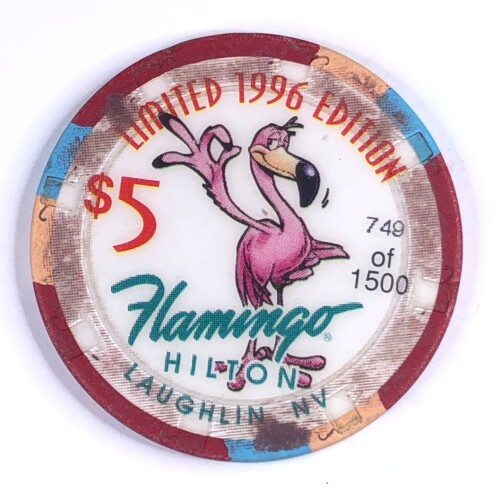 LIMITED 1996 EDITION
$5
749
of
1500
Flamingo®
HILTON
LAUGHLIN NV